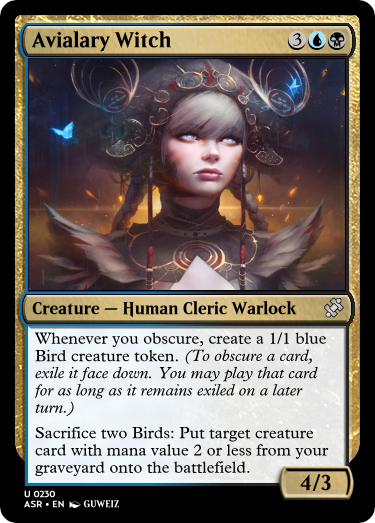 Avialary Witch 3
Creature — Human Cleric Warlock
Whenever you obscure, create a 1/1 blue
Bird creature token. (To obscure a card,
exile it face down. You may play that card
for as long as it remains exiled on a later
turn.)
Sacrifice two Birds: Put target creature
card with mana value 2 or less from your
graveyard onto the battlefield.
4/3
U 0230
ASR • EN GUWEIZ